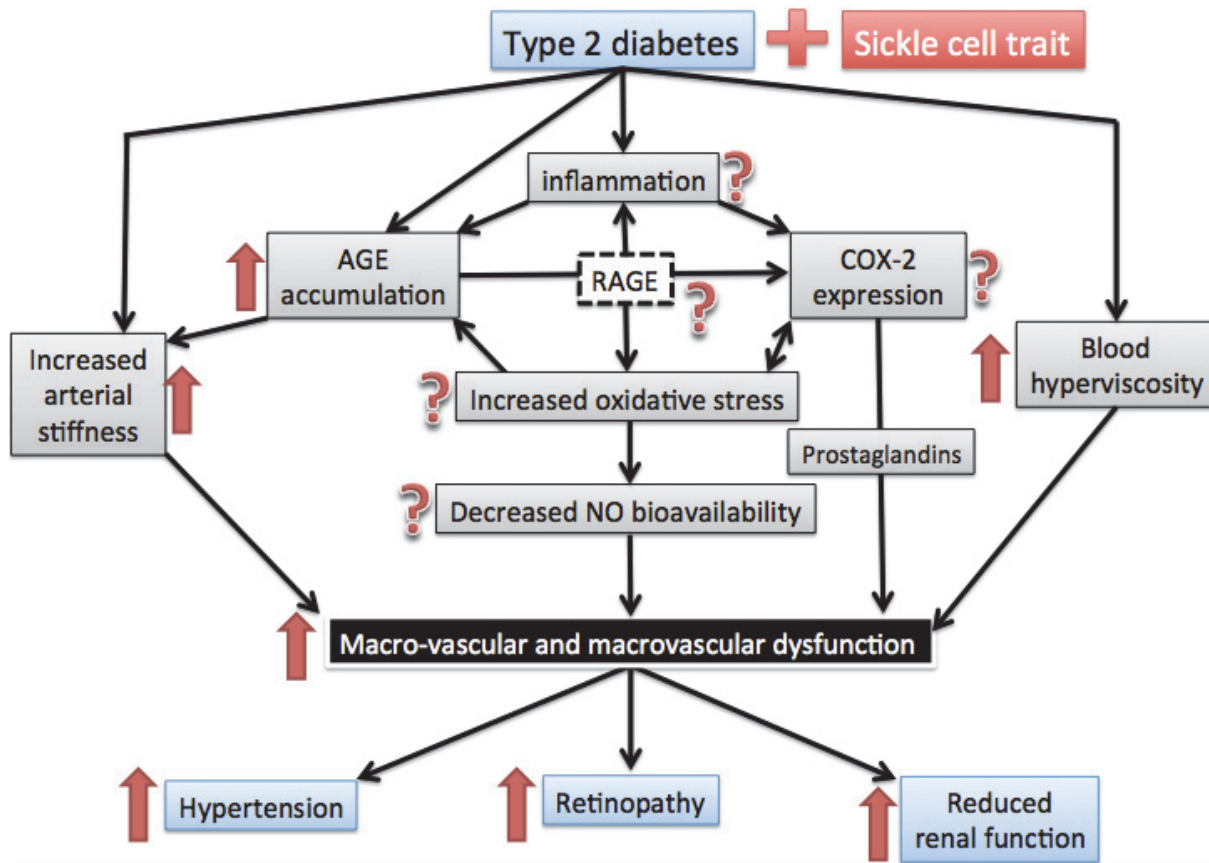 Type 2 diabetes
Sickle cell trait
inflammation
?
AGE
accumulation
RAGE
?
COX-2
expression
?
Increased
arterial
stiffness
?
Increased oxidative stress
Blood
hyperviscosity
Prostaglandins
?
Decreased NO bioavailability
Macro-vascular and macrovascular dysfunction
Hypertension
Retinopathy
Reduced
renal function